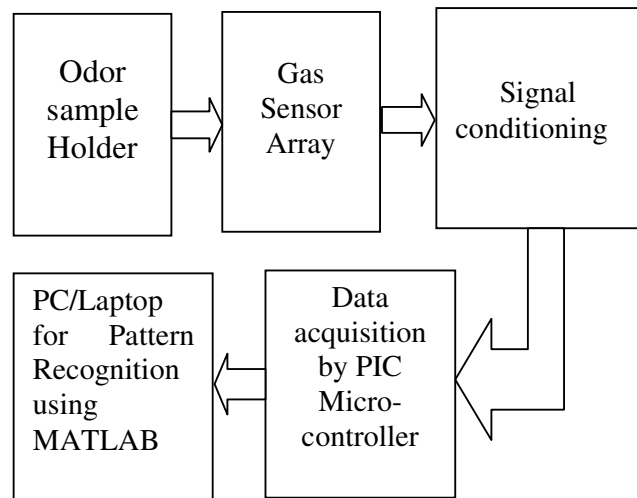 Odor
sample
Holder
Gas
Sensor
Array
Signal
conditioning
PC/Laptop
for Pattern
Recognition
using
MATLAB
Data
acquisition
by PIC
Micro-
controller